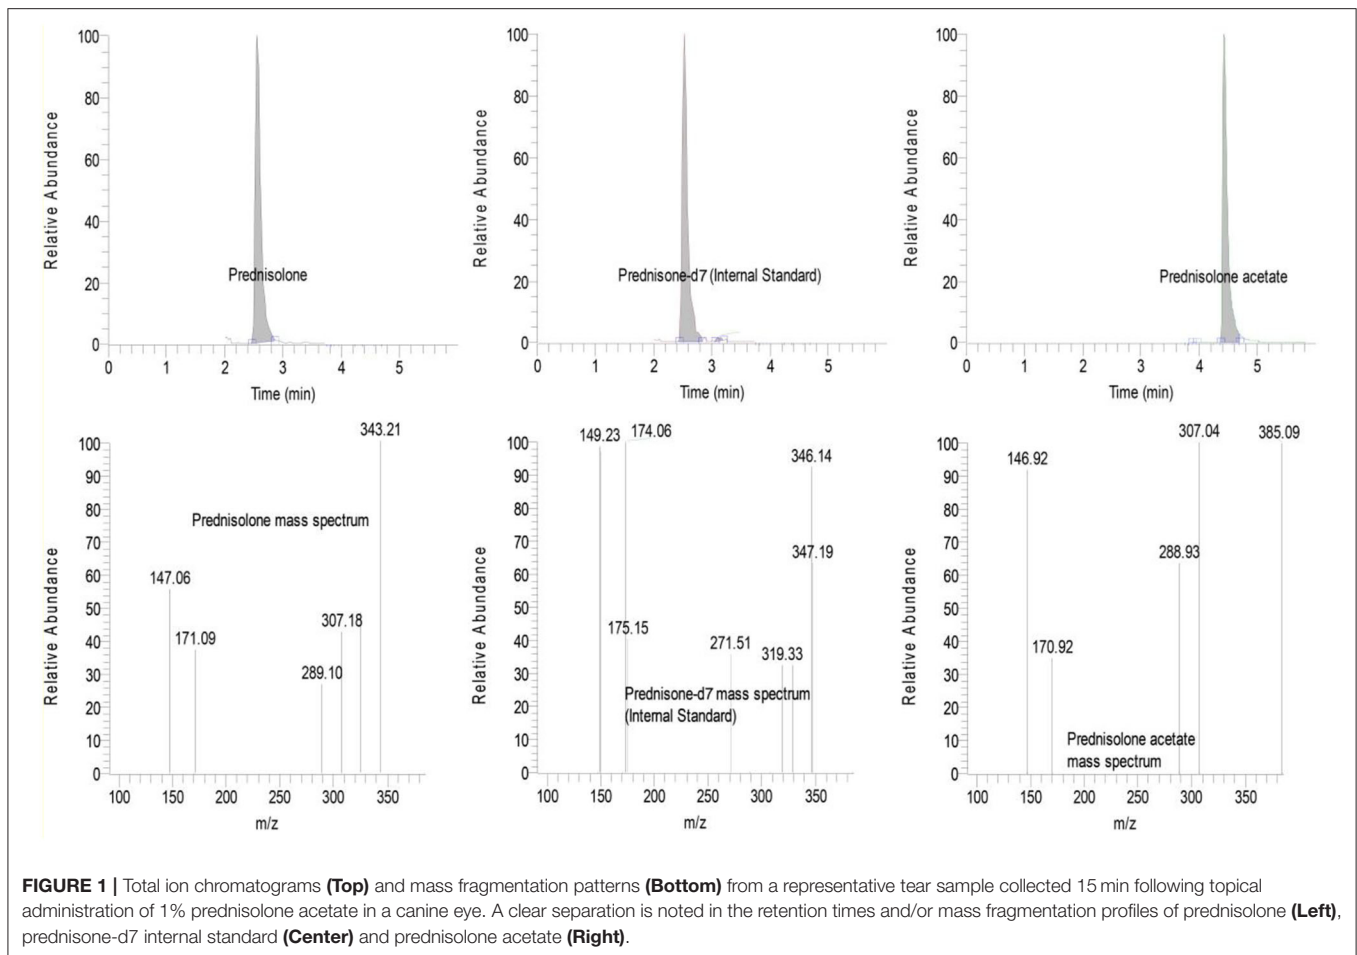 100
80
60
40
20
0
Relative Abundance
Prednisolone
0 1 2 3 4 5
Time (min)
100
80
60
40
20
0
Relative Abundance
Prednisone-d7 (Internal Standard)
0 1 2 3 4 5
Time (min)
100
80
60
40
20
0
Relative Abundance
Prednisolone acetate
0 1 2 3 4 5
Time (min)
343.21
100
90
80
70
60
50
40
30
20
10
0
Relative Abundance
Prednisolone mass spectrum
147.06
171.09
307.18
289.10
100 150 200 250 300 350
m/z
149.23 174.06
100
90
80
70
60
50
40
30
20
10
0
Relative Abundance
346.14
347.19
175.15
271.51
319.33
Prednisone-d7 mass spectrum
(Internal Standard)
100 150 200 250 300 350
m/z
307.04 385.09
100
90
80
70
60
50
40
30
20
10
0
Relative Abundance
146.92
288.93
170.92
Prednisolone acetate
mass spectrum
100 150 200 250 300 350
m/z
FIGURE 1 | Total ion chromatograms (Top) and mass fragmentation patterns (Bottom) from a representative tear sample collected 15 min following topical
administration of 1% prednisolone acetate in a canine eye. A clear separation is noted in the retention times and/or mass fragmentation profiles of prednisolone (Left),
prednisone-d7 internal standard (Center) and prednisolone acetate (Right).